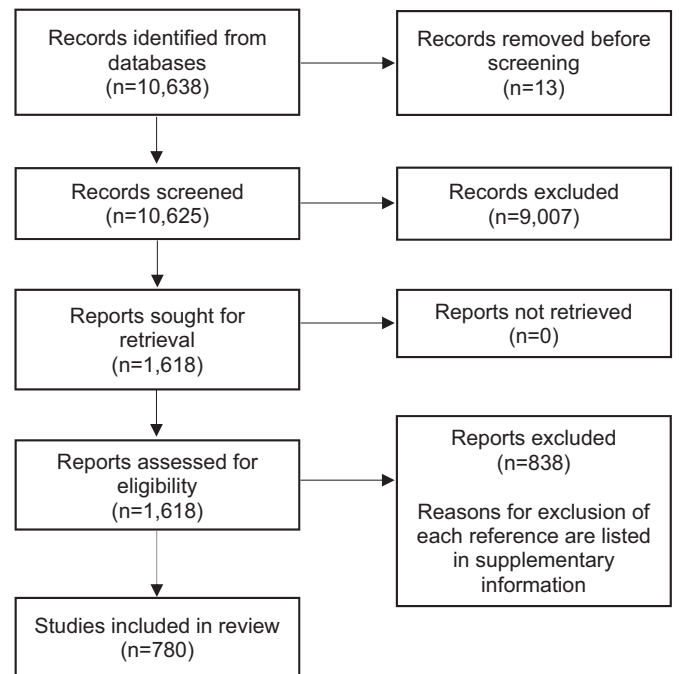 Records identified from
databases
(n=10,638)
Records removed before
screening
(n=13)
Records screened
(n=10,625)
Records excluded
(n=9,007)
Reports sought for
retrieval
(n=1,618)
Reports not retrieved
(n=0)
Reports assessed for
eligibility
(n=1,618)
Reports excluded
(n=838)
Reasons for exclusion of
each reference are listed
in supplementary
information
Studies included in review
(n=780)